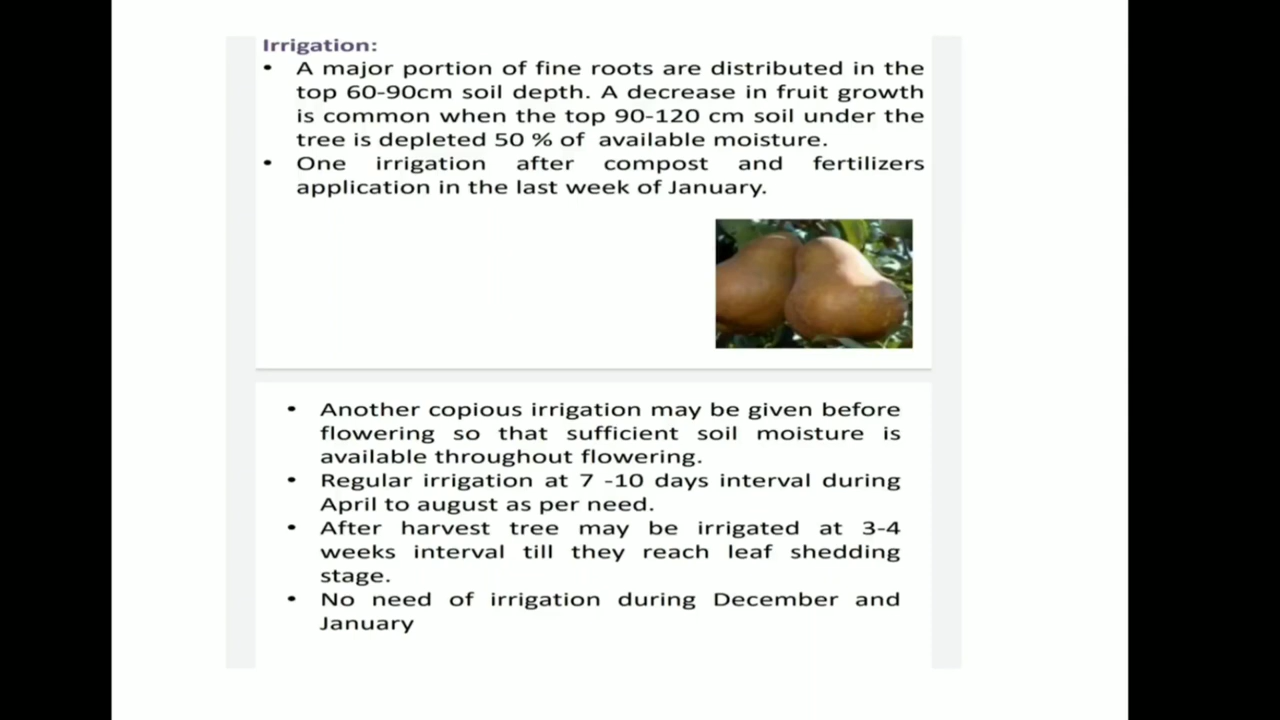 Irrigation:
• A major portion of fine roots are distributed in the
top 60-90cm soil depth. A decrease in fruit growth
is common when the top 90-120 cm soil under the
tree is depleted 50 % of available moisture.
• One irrigation after compost and fertilizers
application in the last week of January.
• Another copious irrigation may be given before
flowering so that sufficient soil moisture is
available throughout flowering.
• Regular irrigation at 7 -10 days interval during
April to august as per need.
• After harvest tree may be irrigated at 3-4
weeks interval till they reach leaf shedding
stage.
• No need of irrigation during December and
January